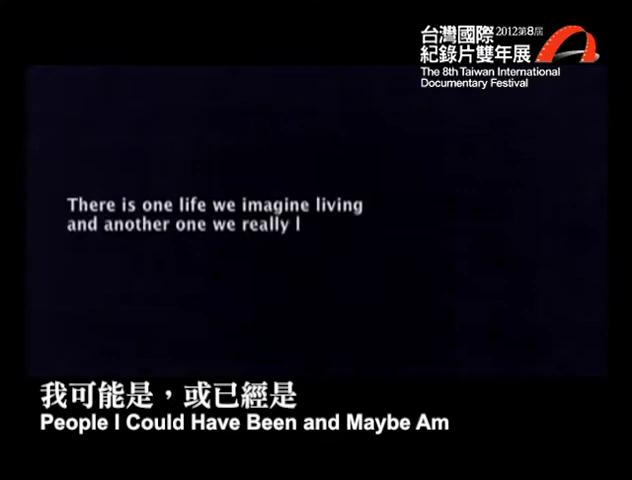 台灣國際 2012第8屆
紀錄片雙年展
The 8th Taiwan International
Documentary Festival
There is one life we imagine living
and another one we really l
我可能是，或已經是
People I Could Have Been and Maybe Am